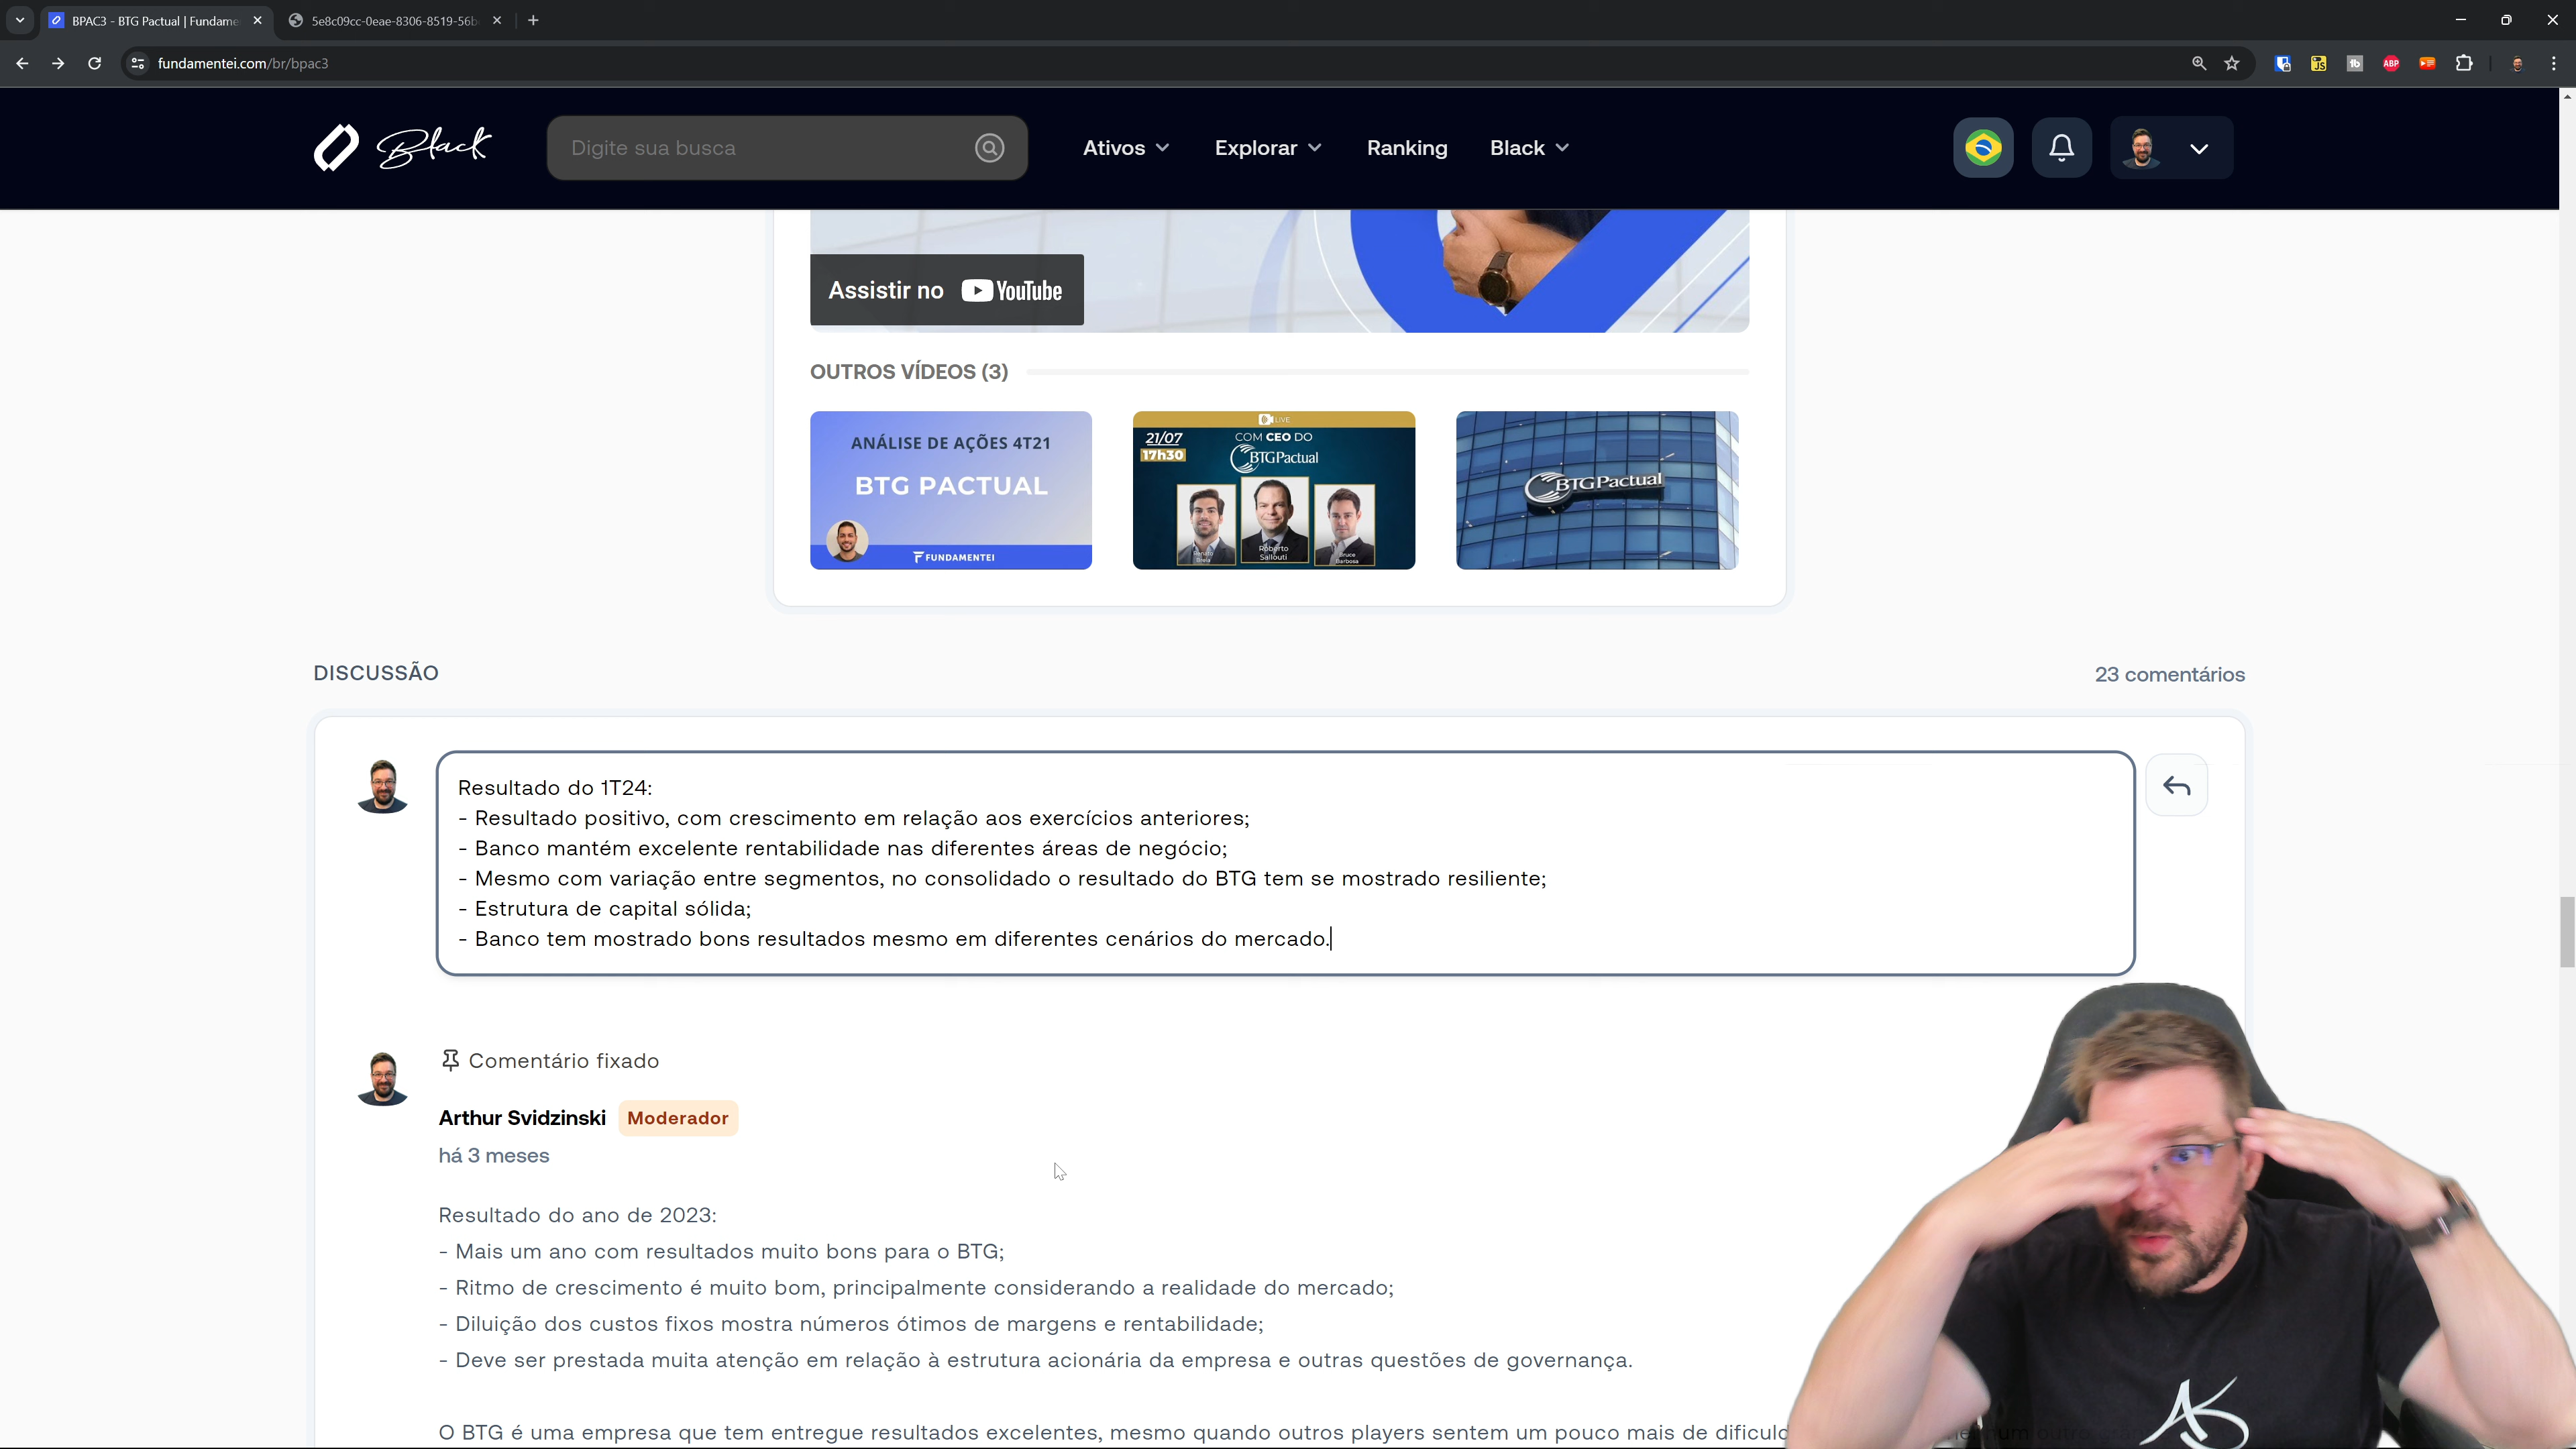 BPAC3 - BTG Pactual | Fundame
5e8c09cc-0eae-8306-8519-56b
fundamentei.com/br/bpac3
Black
Digite sua busca
Ativos
Explorar
Ranking
Black
Assistir no YouTube
OUTROS VÍDEOS (3)
ANÁLISE DE AÇÕES 4T21
BTG PACTUAL
FUNDAMENTEI
LIVE
21/07
17h30
COM CEO DO
BTGPactual
Roberto
Sallouti
Bruce
Barbosa
BTGPactual
DISCUSSÃO
23 comentários
Resultado do 1T24:
- Resultado positivo, com crescimento em relação aos exercícios anteriores;
- Banco mantém excelente rentabilidade nas diferentes áreas de negócio;
- Mesmo com variação entre segmentos, no consolidado o resultado do BTG tem se mostrado resiliente;
- Estrutura de capital sólida;
- Banco tem mostrado bons resultados mesmo em diferentes cenários do mercado.
Comentário fixado
Arthur Svidzinski Moderador
há 3 meses
Resultado do ano de 2023:
- Mais um ano com resultados muito bons para o BTG;
- Ritmo de crescimento é muito bom, principalmente considerando a realidade do mercado;
- Diluição dos custos fixos mostra números ótimos de margens e rentabilidade;
- Deve ser prestada muita atenção em relação à estrutura acionária da empresa e outras questões de governança.
O BTG é uma empresa que tem entregue resultados excelentes, mesmo quando outros players sentem um pouco mais de